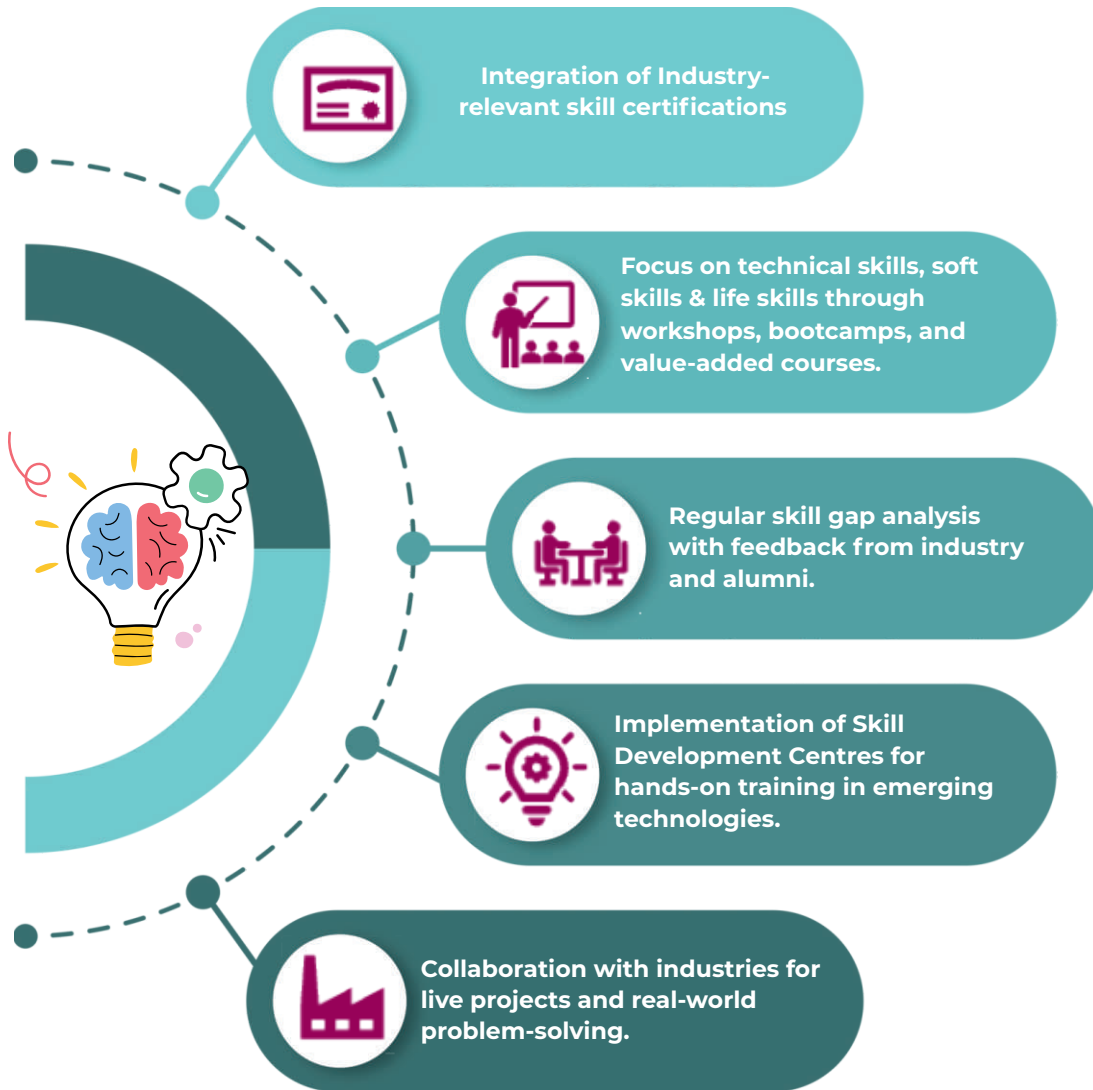 Integration of Industry-
relevant skill certifications
Focus on technical skills, soft
skills & life skills through
workshops, bootcamps, and
value-added courses.
Regular skill gap analysis
with feedback from industry
and alumni.
Implementation of Skill
Development Centres for
hands-on training in emerging
technologies.
Collaboration with industries for
live projects and real-world
problem-solving.